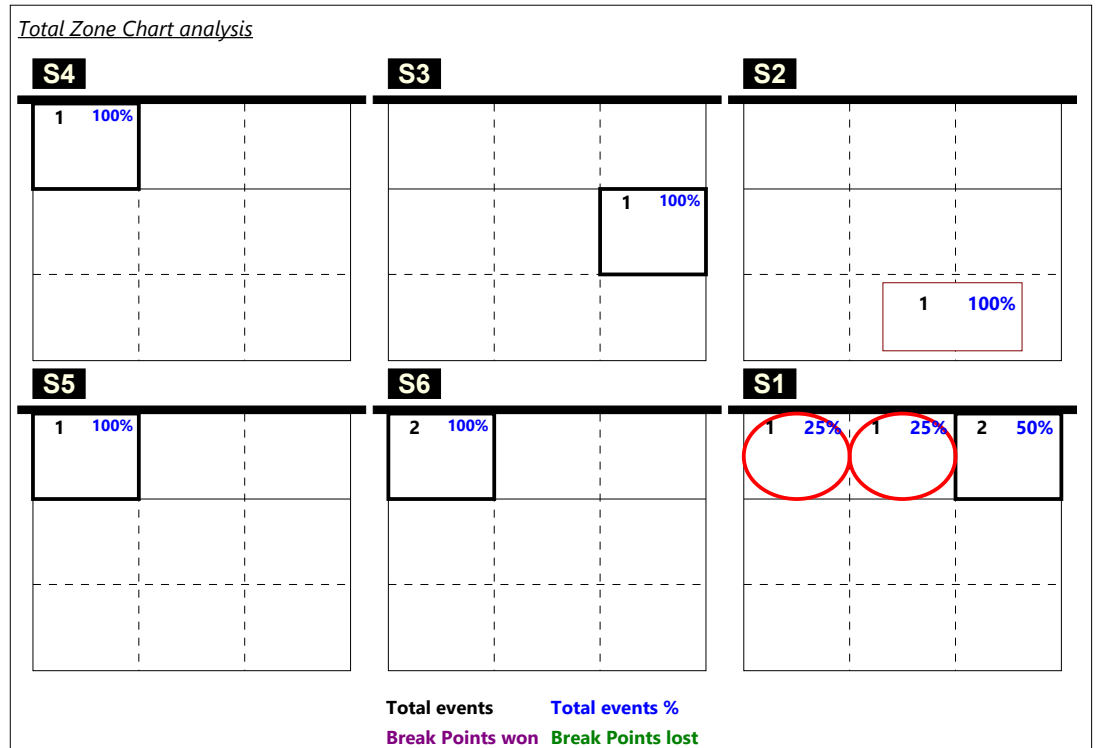 Total Zone Chart analysis
S4 S3 S2
1 100%
1 100%
1 100%
S5 S6 S1
1 100% 2 100% 1 25% 1 25% 2 50%
Total events Total events %
Break Points won Break Points lost